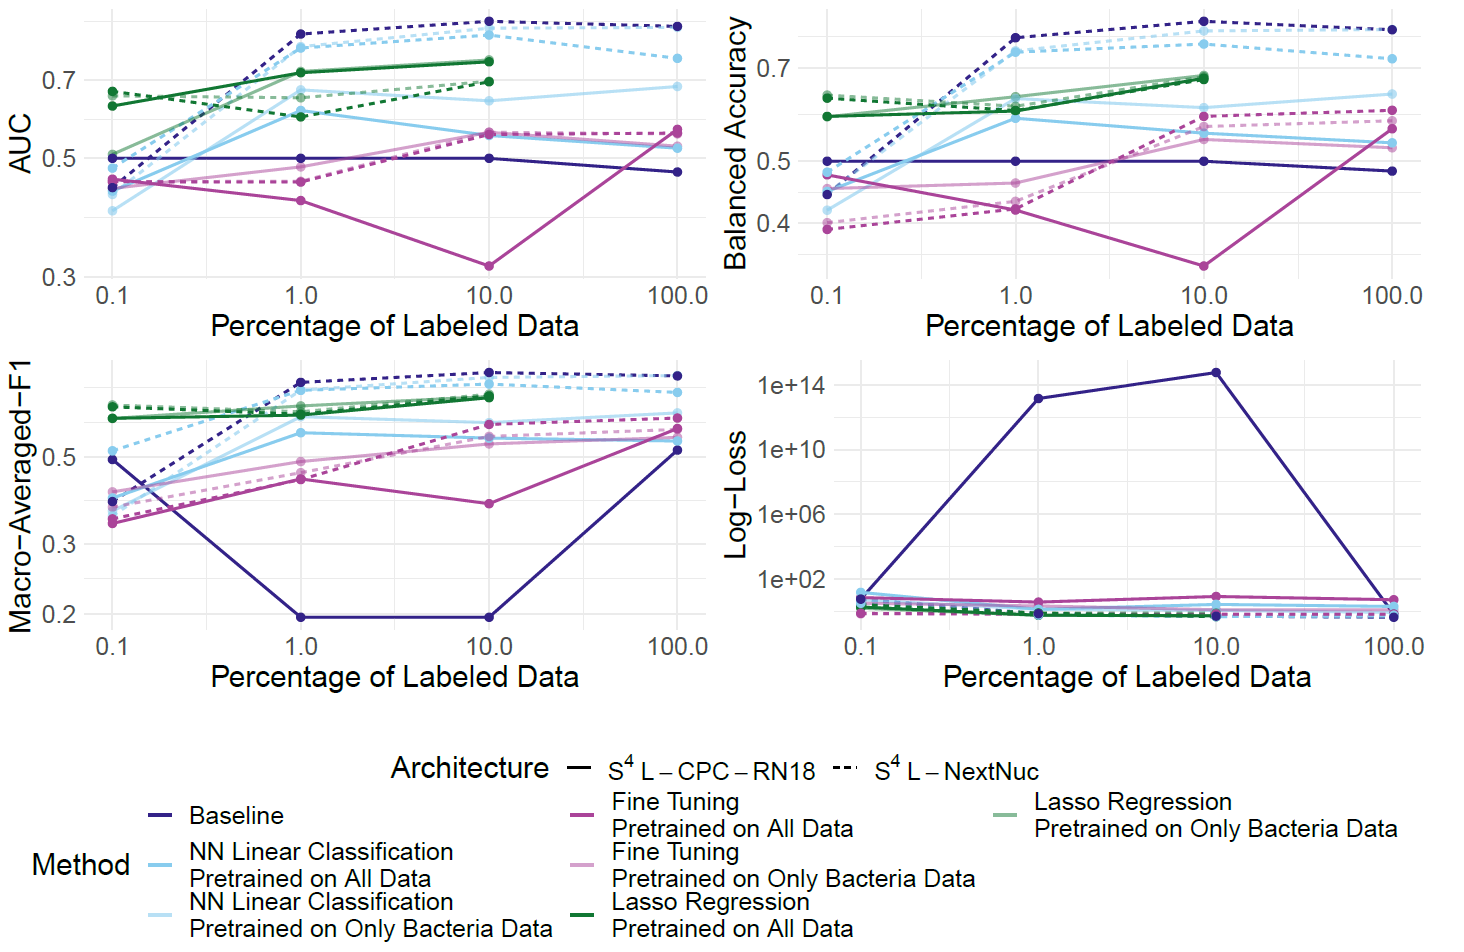 AUC
0.7
0.5
0.3
0.1
1.0
10.0
100.0
Percentage of Labeled Data
Balanced Accuracy
0.7
0.5
0.4
0.1
1.0
10.0
100.0
Percentage of Labeled Data
Macro−Averaged−F1
0.5
0.3
0.2
0.1
1.0
10.0
100.0
Percentage of Labeled Data
Log−Loss
1e+14
1e+10
1e+06
1e+02
0.1
1.0
10.0
100.0
Percentage of Labeled Data
Architecture
S⁴ L − CPC − RN18
S⁴ L − NextNuc
Method
Baseline
NN Linear Classification
Pretrained on All Data
NN Linear Classification
Pretrained on Only Bacteria Data
Fine Tuning
Pretrained on All Data
Fine Tuning
Pretrained on Only Bacteria Data
Lasso Regression
Pretrained on All Data
Lasso Regression
Pretrained on Only Bacteria Data